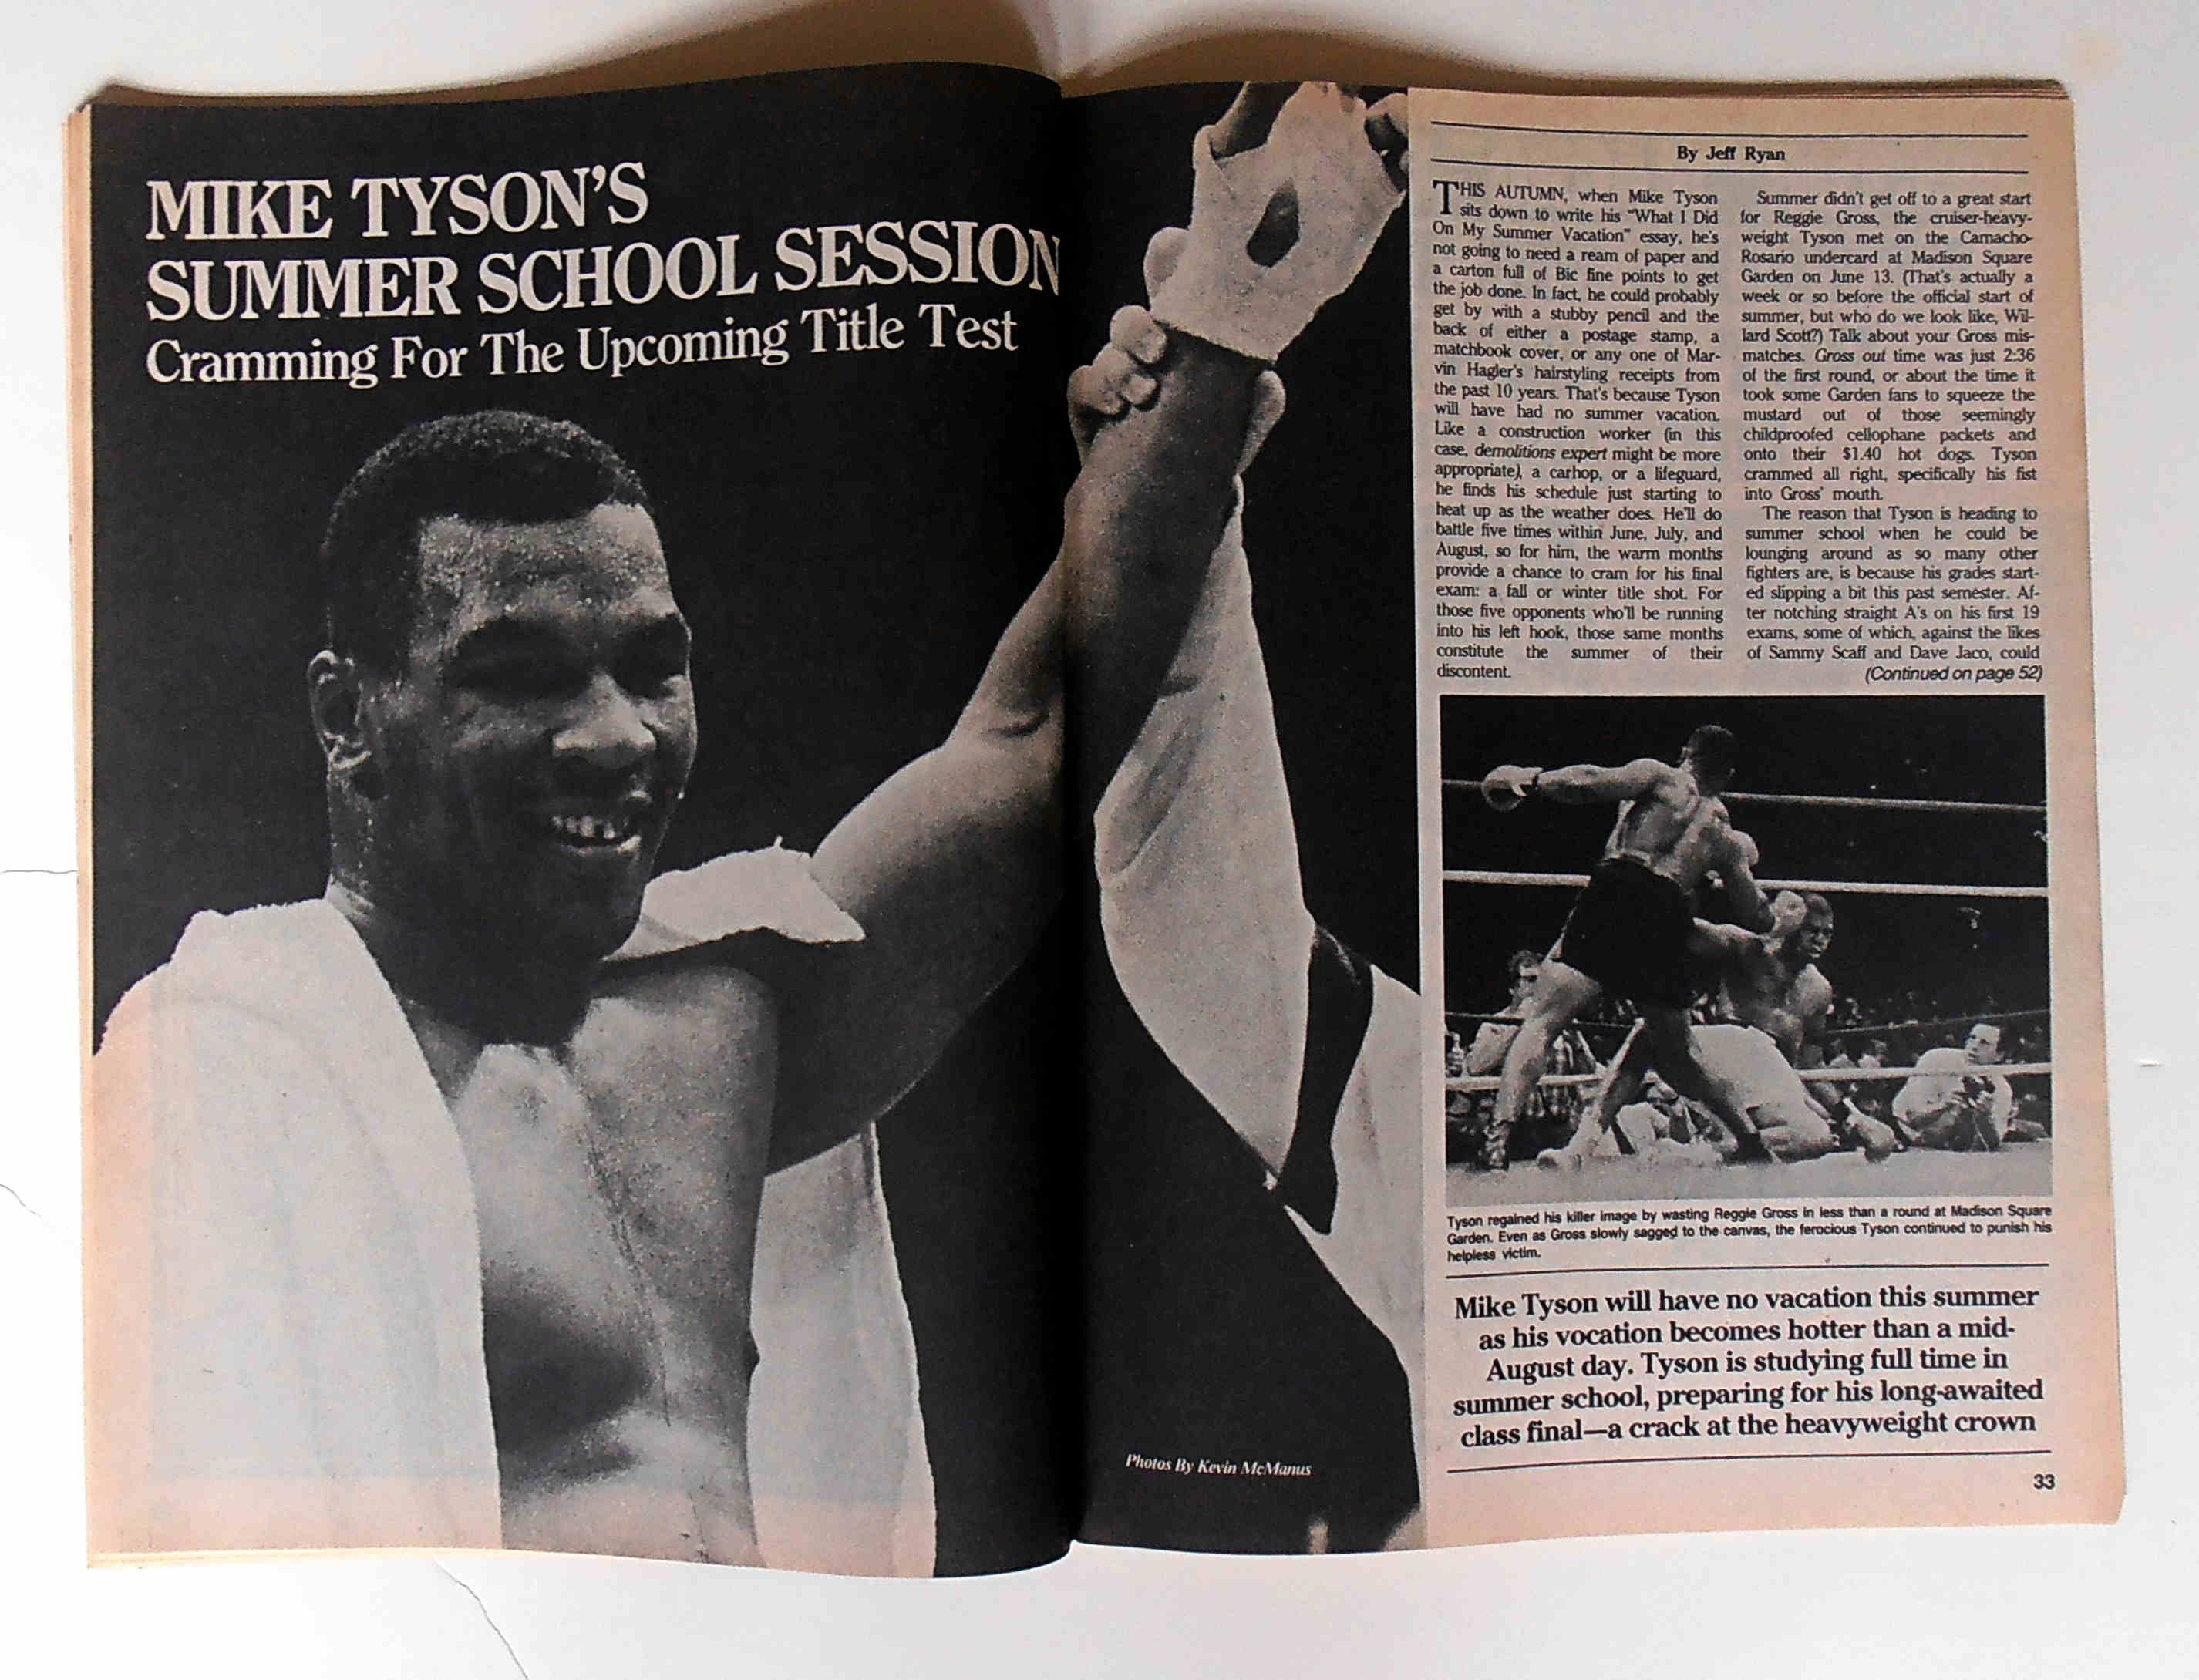 MIKE TYSON'S
SUMMER SCHOOL SESSION
Cramming For The Upcoming Title Test
By Jeff Ryan
THIS AUTUMN, when Mike Tyson
sits down to write his "What I Did
On My Summer Vacation" essay, he's
not going to need a ream of paper and
a carton full of Bic fine points to get
the job done. In fact, he could probably
get by with a stubby pencil and the
back of either a postage stamp, a
matchbook cover, or any one of Mar-
vin Hagler's hairstyling receipts from
the past 10 years. That's because Tyson
will have had no summer vacation.
Like a construction worker (in this
case, demolitions expert might be more
appropriate), a carhop, or a lifeguard,
he finds his schedule just starting to
heat up as the weather does. He'll do
battle five times within June, July, and
August, so for him, the warm months
provide a chance to cram for his final
exam: a fall or winter title shot. For
those five opponents who'll be running
into his left hook, those same months
constitute the summer of their
discontent.
Summer didn't get off to a great start
for Reggie Gross, the cruiser-heavy-
weight Tyson met on the Camacho-
Rosario undercard at Madison Square
Garden on June 13. (That's actually a
week or so before the official start of
summer, but who do we look like, Wil-
lard Scott?) Talk about your Gross mis-
matches. Gross out time was just 2:36
of the first round, or about the time it
took some Garden fans to squeeze the
mustard out of those seemingly
childproofed cellophane packets and
onto their $1.40 hot dogs. Tyson
crammed all right, specifically his fist
into Gross' mouth.
The reason that Tyson is heading to
summer school when he could be
lounging around as so many other
fighters are, is because his grades start-
ed slipping a bit this past semester. Af-
ter notching straight A's on his first 19
exams, some of which, against the likes
of Sammy Scaff and Dave Jaco, could
(Continued on page 52)
Tyson regained his killer image by wasting Reggie Gross in less than a round at Madison Square
Garden. Even as Gross slowly sagged to the canvas, the ferocious Tyson continued to punish his
helpless victim.
Mike Tyson will have no vacation this summer
as his vocation becomes hotter than a mid-
August day. Tyson is studying full time in
summer school, preparing for his long-awaited
class final—a crack at the heavyweight crown
Photos By Kevin McManus
33